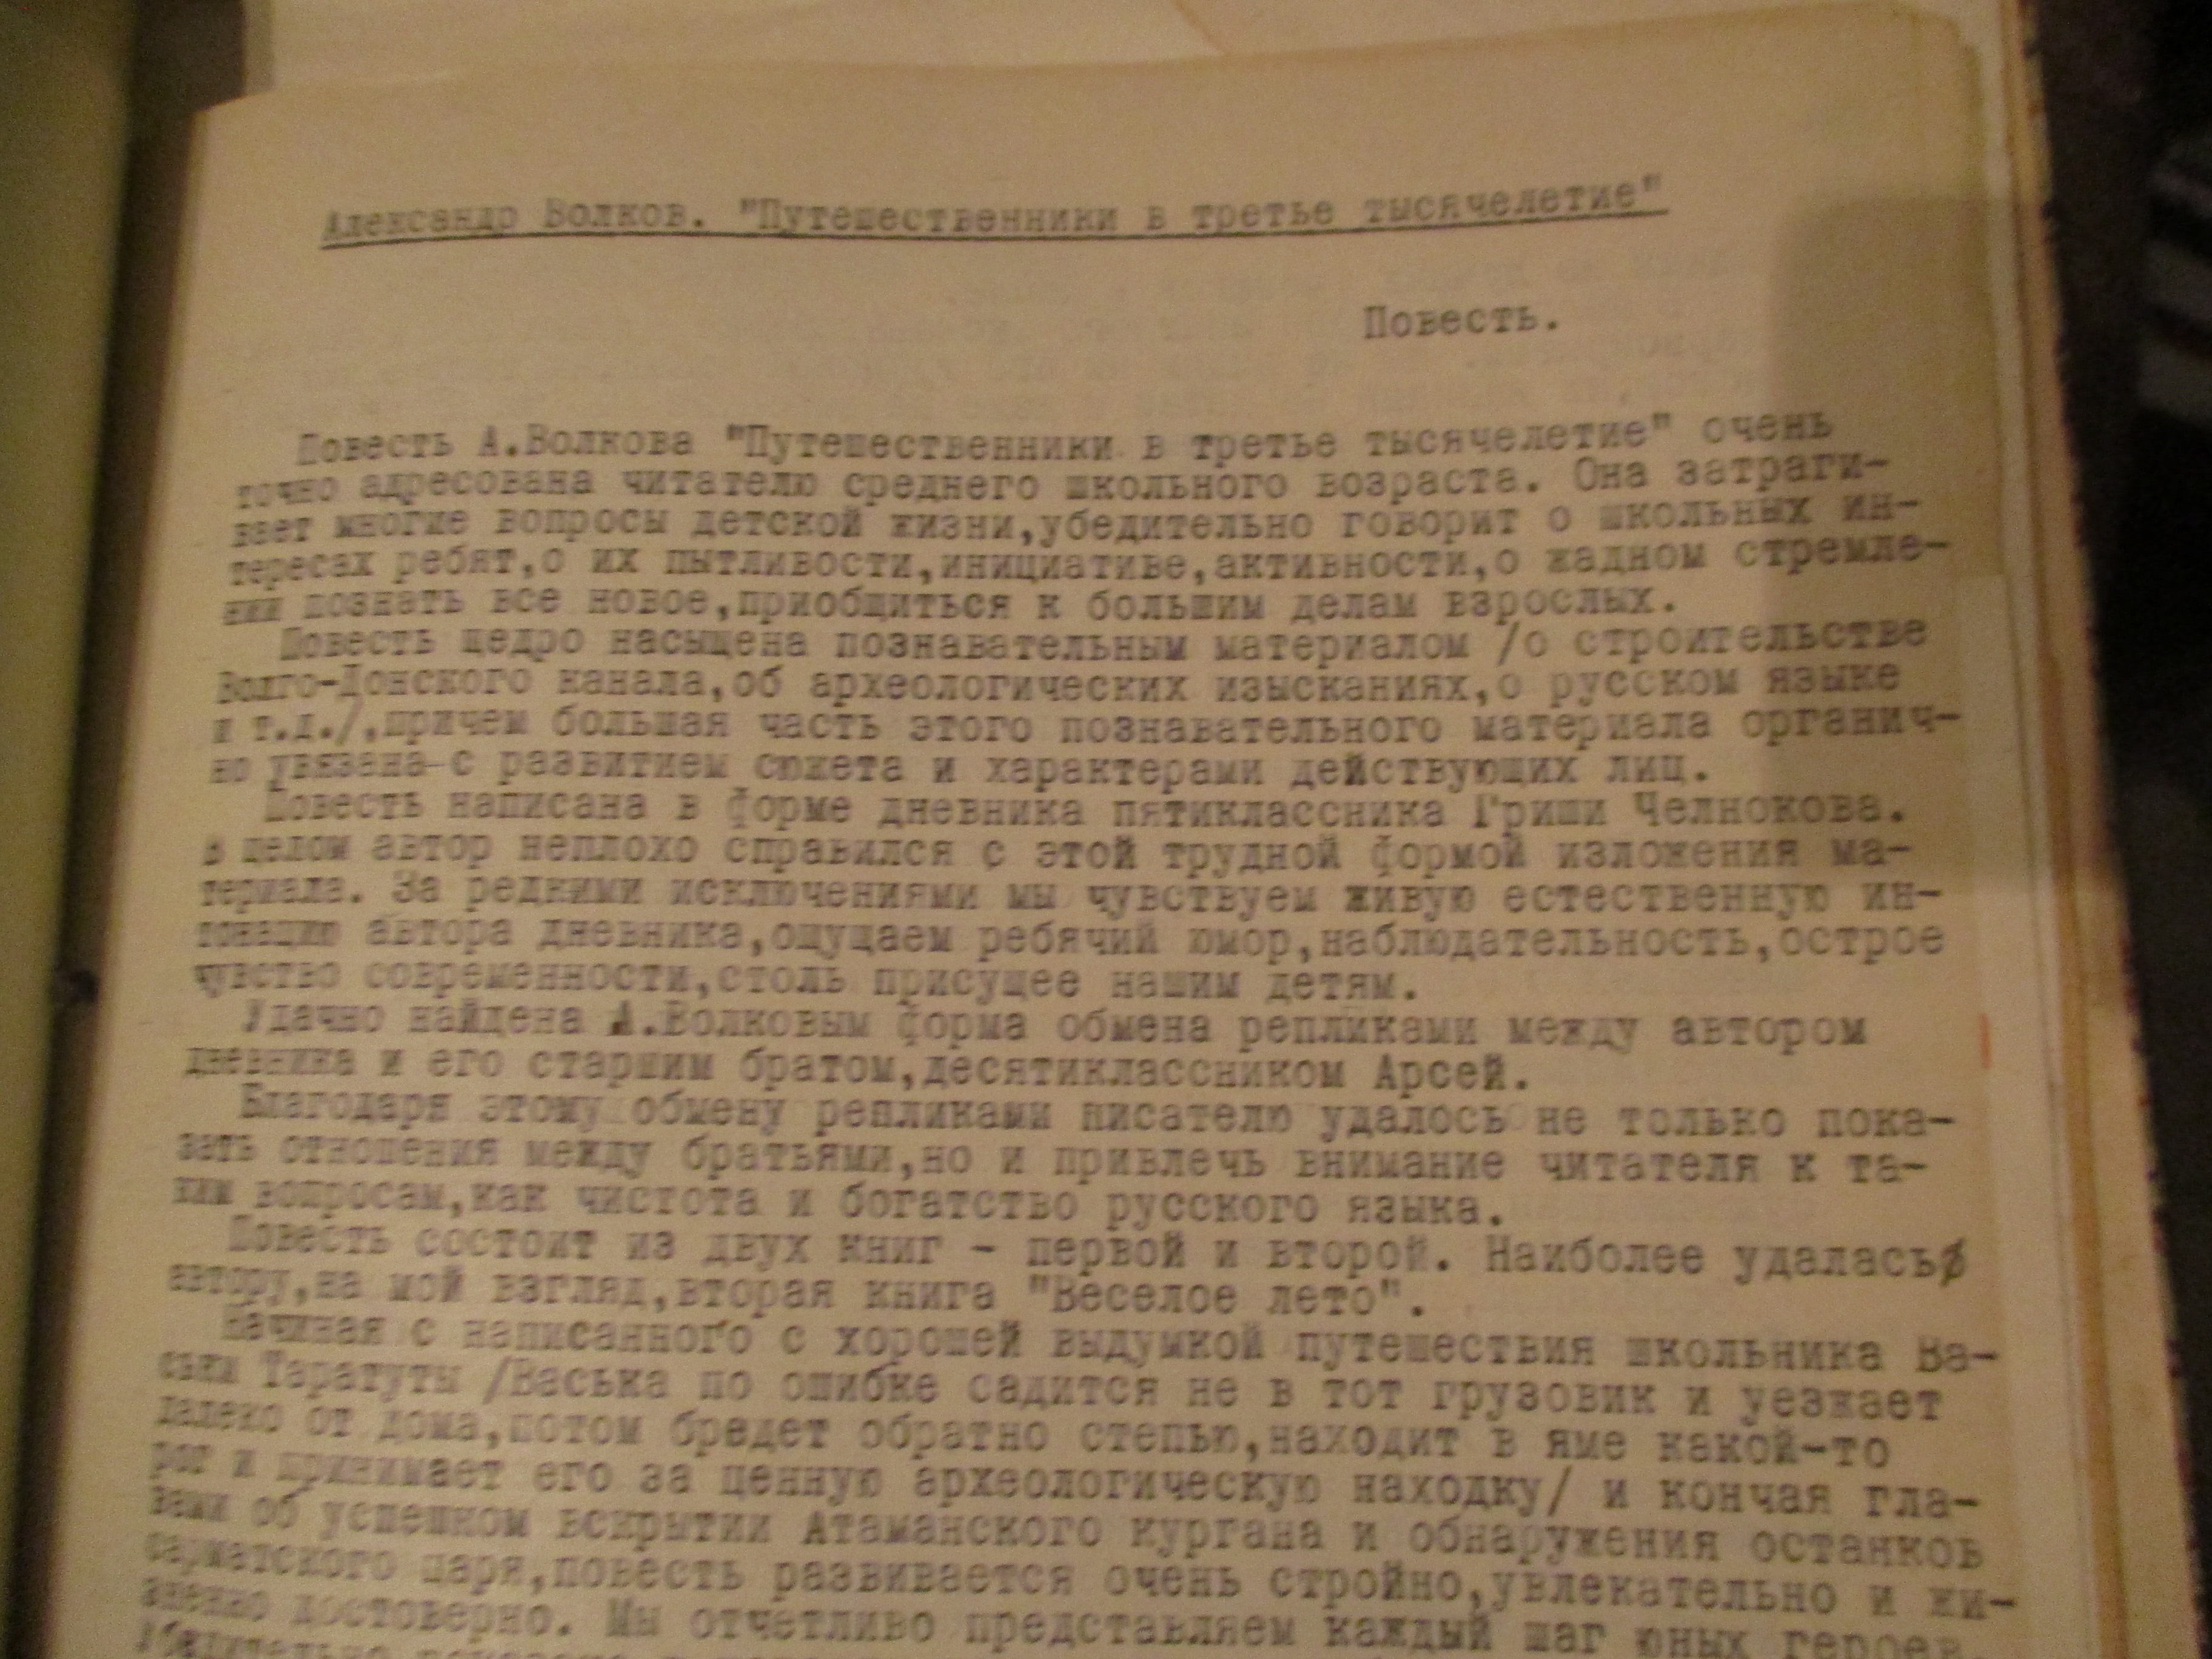 Александр Волков. "Путешественники в третье тысячелетие"
Повесть.
Повесть А.Волкова "Путешественники в третье тысячелетие" очень
точно адресована читателю среднего школьного возраста. Она затраги-
вает многие вопросы детской жизни,убедительно говорит о школьных ин-
тересах ребят,о их пытливости,инициативе,активности,о жадном стремле-
нии познать все новое,приобщиться к большим делам взрослых.
Повесть щедро насыщена познавательным материалом /о строительстве
Волго-Донского канала,об археологических изысканиях,о русском языке
и т.д./,причем большая часть этого познавательного материала органич-
но увязана с развитием сюжета и характерами действующих лиц.
Повесть написана в форме дневника пятиклассника Гриши Челнокова.
В целом автор неплохо справился с этой трудной формой изложения ма-
териала. За редкими исключениями мы чувствуем живую естественную ин-
тонацию автора дневника,ощущаем ребячий юмор,наблюдательность,острое
чувство современности,столь присущее нашим детям.
Удачно найдена А.Волковым форма обмена репликами между автором
дневника и его старшим братом,десятиклассником Арсей.
Благодаря этому обмену репликами писателю удалось не только пока-
зать отношения между братьями,но и привлечь внимание читателя к та-
ким вопросам,как чистота и богатство русского языка.
Повесть состоит из двух книг - первой и второй. Наиболее удалась
автору,на мой взгляд,вторая книга "Веселое лето".
Начиная с написанного с хорошей выдумкой путешествия школьника Ва-
ськи Таратуты /Васька по ошибке садится не в тот грузовик и уезжает
далеко от дома,потом бредет обратно степью,находит в яме какой-то
рог и принимает его за ценную археологическую находку/ и кончая гла-
вами об успешном вскрытии Атаманского кургана и обнаружения останков
сарматского царя,повесть развивается очень стройно,увлекательно и жи-
зненно достоверно. Мы отчетливо представляем каждый шаг юных героев.